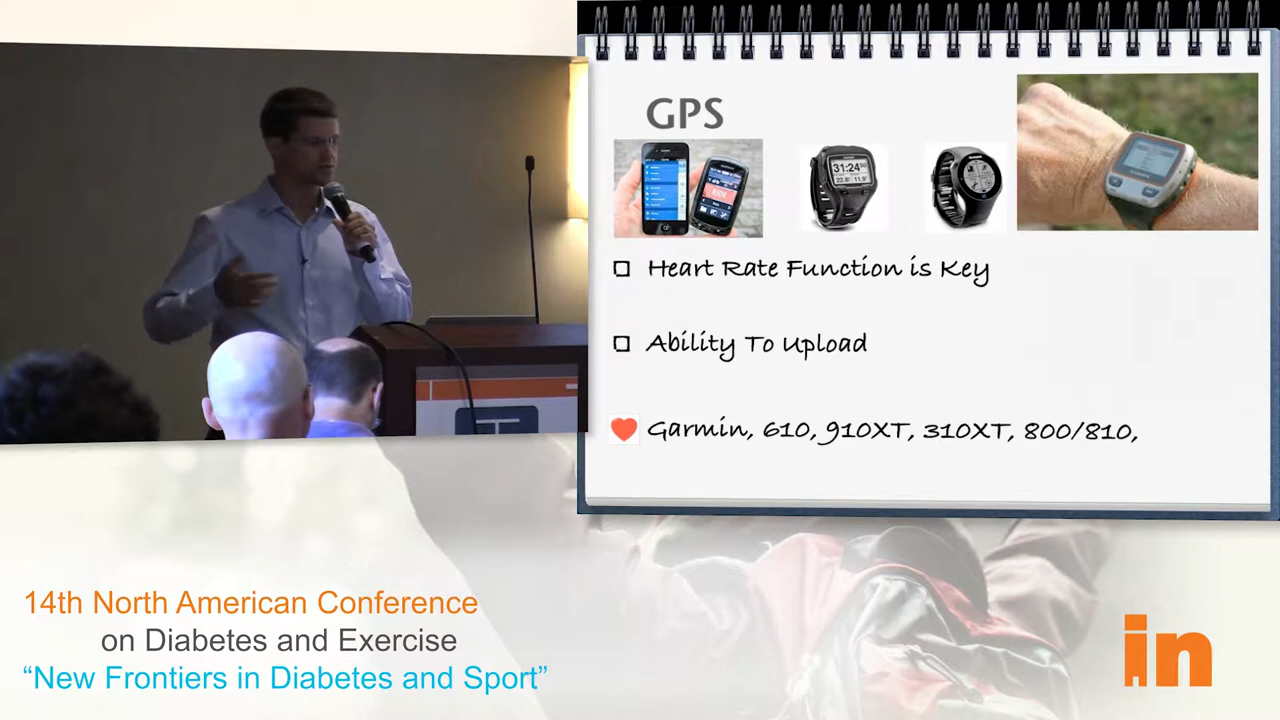 GPS
31:24
Heart Rate Function is Key
Ability To Upload
Garmin, 610, 910XT, 310XT, 800/810,
14th North American Conference
on Diabetes and Exercise
“New Frontiers in Diabetes and Sport”
in